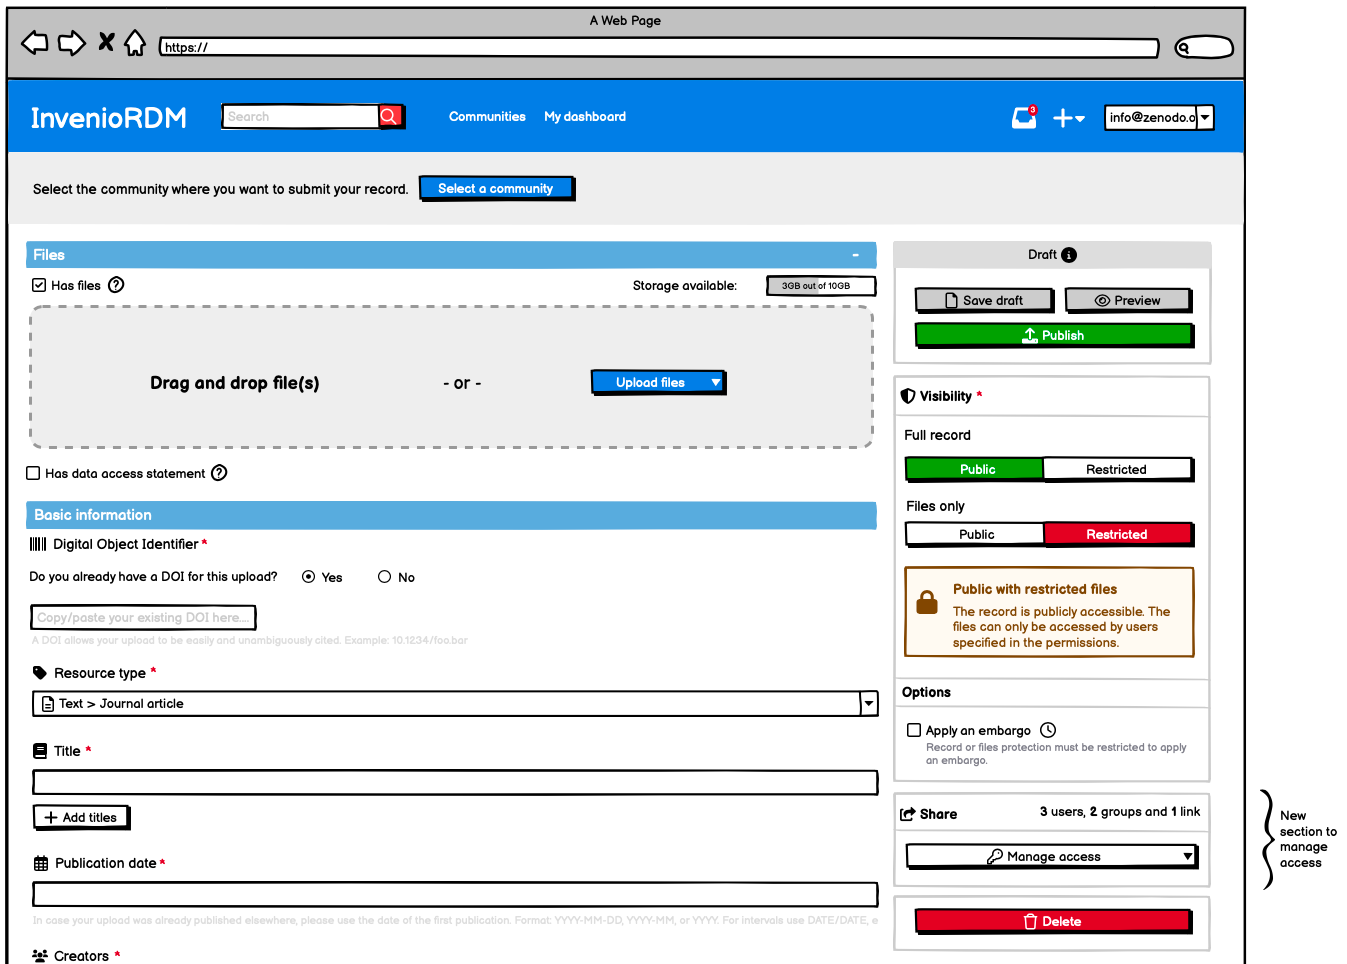 A Web Page
https://
InvenioRDM
Search
Communities
My dashboard
3
info@zenodo.o
Select the community where you want to submit your record.
Select a community
Files
-
Has files
Storage available:
3GB out of 10GB
Drag and drop file(s)
- or -
Upload files
Has data access statement
Basic information
Digital Object Identifier *
Do you already have a DOI for this upload?
Yes
No
Copy/paste your existing DOI here....
A DOI allows your upload to be easily and unambiguously cited. Example: 10.1234/foo.bar
Resource type *
Text > Journal article
Title *
Add titles
Publication date *
In case your upload was already published elsewhere, please use the date of the first publication. Format: YYYY-MM-DD, YYYY-MM, or YYYY. For intervals use DATE/DATE, e
Creators *
Draft
Save draft
Preview
Publish
Visibility *
Full record
Public
Restricted
Files only
Public
Restricted
Public with restricted files
The record is publicly accessible. The
files can only be accessed by users
specified in the permissions.
Options
Apply an embargo
Record or files protection must be restricted to apply
an embargo.
Share
3 users, 2 groups and 1 link
Manage access
Delete
New
section to
manage
access